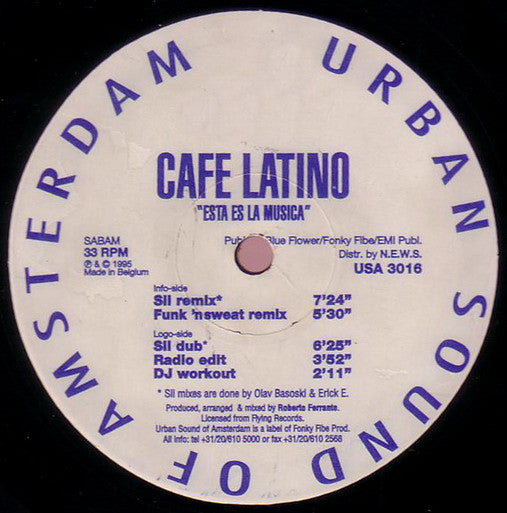 URBAN SOUND OF AMSTERDAM
CAFE LATINO
"ESTA ES LA MUSICA"
SABAM
33 RPM
℗ & © 1995
Made in Belgium
Blue Flower/Fonky Fibe/EMI Publ.
Distr. by N.E.W.S.
USA 3016
Info-side
Sil remix* 7'24"
Funk 'nsweat remix 5'30"
Logo-side
Sil dub* 6'25"
Radio edit 3'52"
DJ workout 2'11"
* Sil mixes are done by Olav Basoski & Erick E.
Produced, arranged & mixed by Roberto Ferrante.
Licensed from Flying Records.
Urban Sound of Amsterdam is a label of Fonky Fibe Prod.
All info: tel +31/20/610 5000 or fax +31/20/610 2568